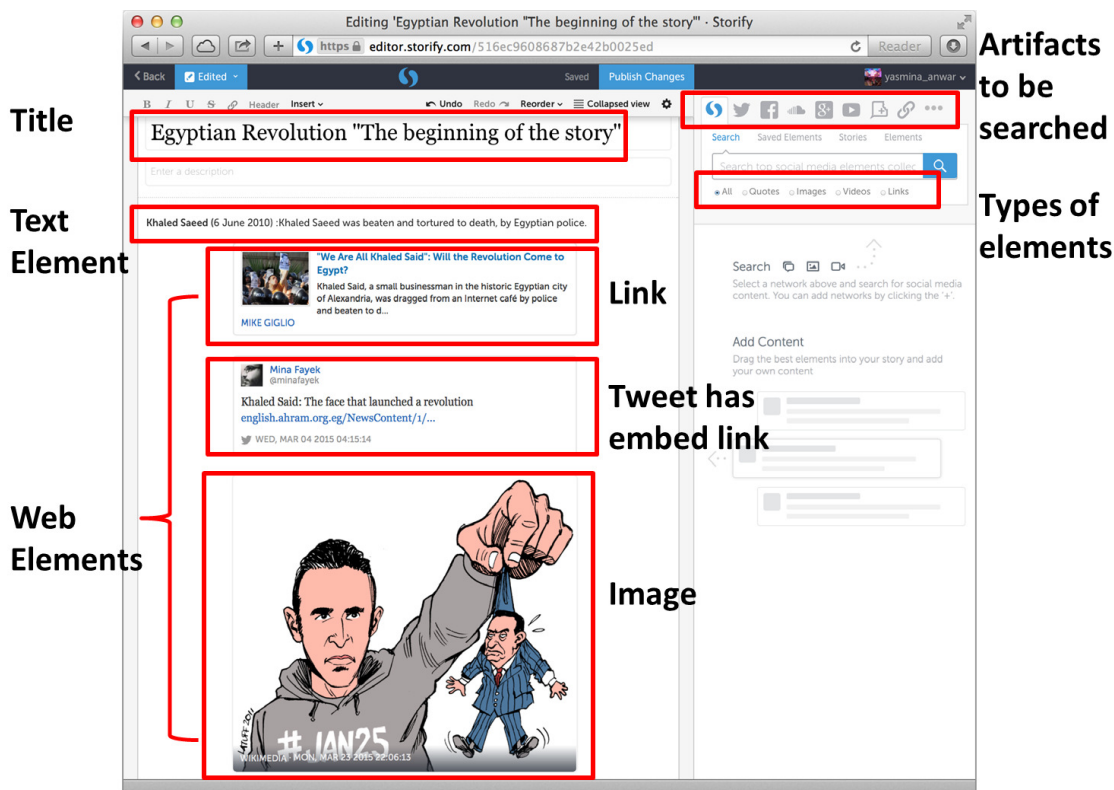 Editing 'Egyptian Revolution "The beginning of the story"' · Storify
https editor.storify.com/516ec9608687b2e42b0025ed
Reader
Back
Edited
Saved
Publish Changes
yasmina_anwar
B I U S Header Insert
Undo Redo Reorder Collapsed view
Title
Egyptian Revolution "The beginning of the story"
Enter a description
Text
Element
Khaled Saeed (6 June 2010) :Khaled Saeed was beaten and tortured to death, by Egyptian police.
"We Are All Khaled Said": Will the Revolution Come to
Egypt?
Khaled Said, a small businessman in the historic Egyptian city
of Alexandria, was dragged from an Internet café by police
and beaten to d...
MIKE GIGLIO
Link
Mina Fayek
@minafayek
Khaled Said: The face that launched a revolution
english.ahram.org.eg/NewsContent/1/...
WED, MAR 04 2015 04:15:14
Tweet has
embed link
Web
Elements
LATUFF 2011
# JAN25
WIKIMEDIA - MON, MAR 23 2015 22:06:13
Image
Artifacts
to be
searched
Search Saved Elements Stories Elements
Search top social media elements collec
All Quotes Images Videos Links
Types of
elements
Search
Select a network above and search for social media
content. You can add networks by clicking the '+'.
Add Content
Drag the best elements into your story and add
your own content